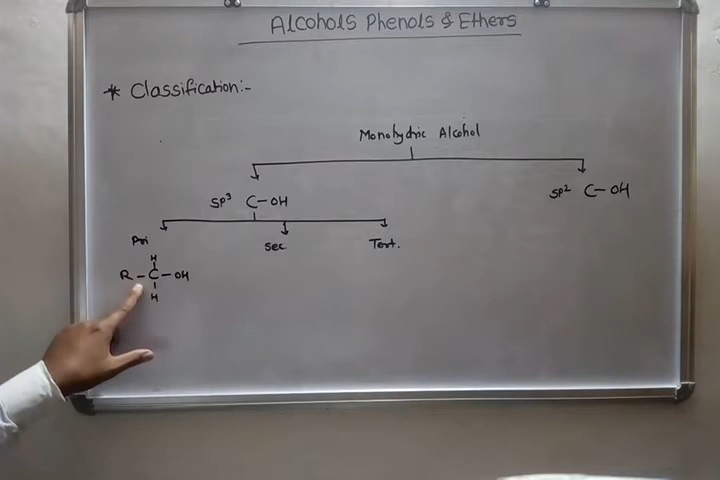 Alcohols Phenols & Ethers
* Classification:-
Monohydric Alcohol
SP³ C-OH
SP² C-OH
Pri
Sec
Tert.
H
R-C-OH
H